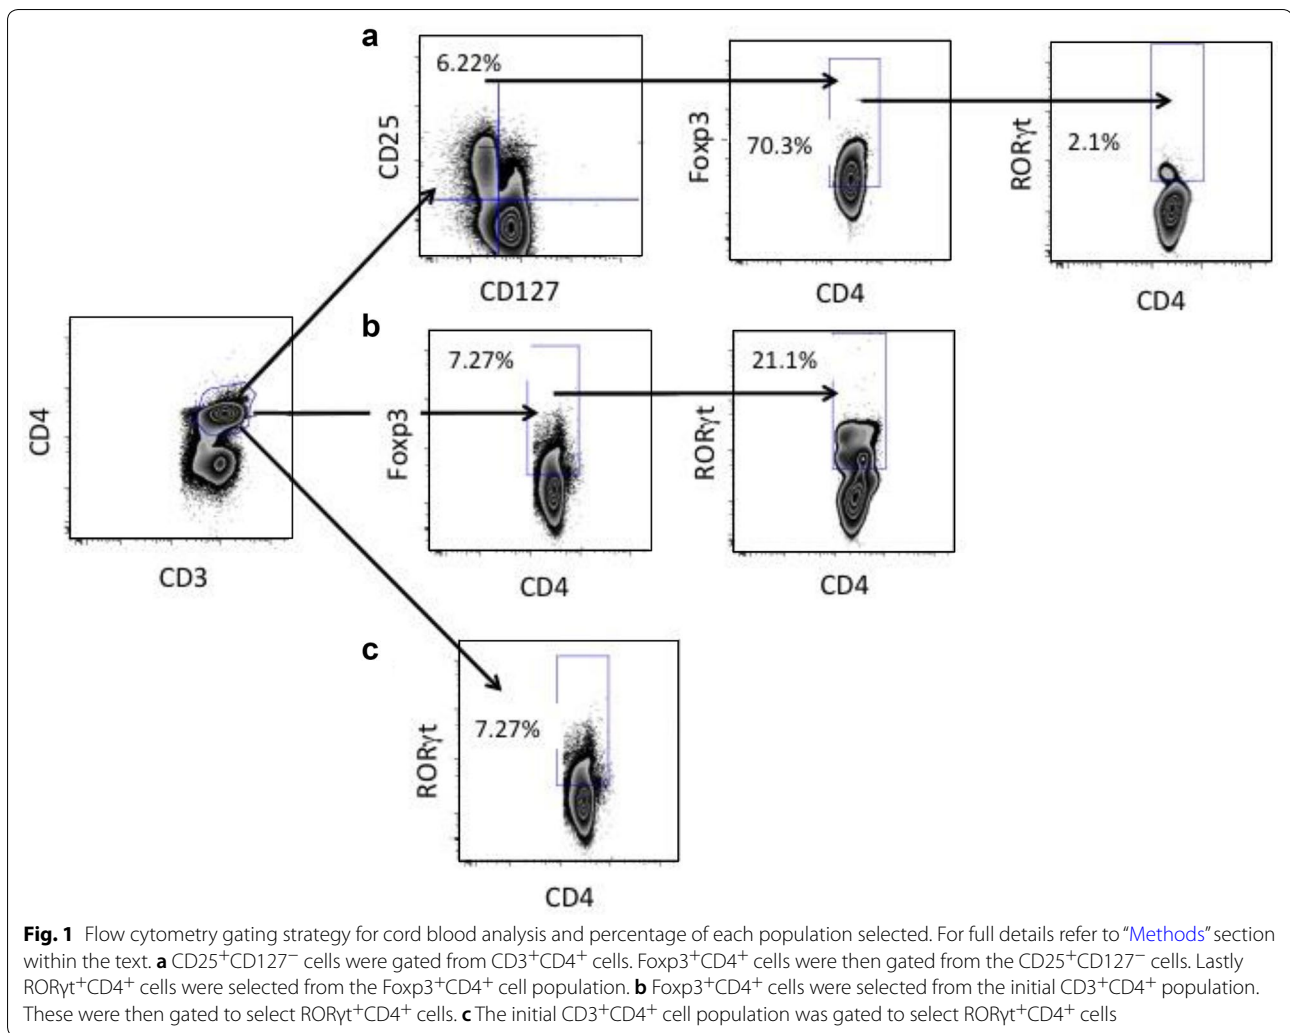 a
6.22%
CD25
CD127
Foxp3
70.3%
CD4
RORγt
2.1%
CD4
CD4
CD3
b
7.27%
Foxp3
CD4
21.1%
RORγt
CD4
c
7.27%
RORγt
CD4
Fig. 1 Flow cytometry gating strategy for cord blood analysis and percentage of each population selected. For full details refer to “Methods” section
within the text. a CD25⁺CD127⁻ cells were gated from CD3⁺CD4⁺ cells. Foxp3⁺CD4⁺ cells were then gated from the CD25⁺CD127⁻ cells. Lastly
RORγt⁺CD4⁺ cells were selected from the Foxp3⁺CD4⁺ cell population. b Foxp3⁺CD4⁺ cells were selected from the initial CD3⁺CD4⁺ population.
These were then gated to select RORγt⁺CD4⁺ cells. c The initial CD3⁺CD4⁺ cell population was gated to select RORγt⁺CD4⁺ cells